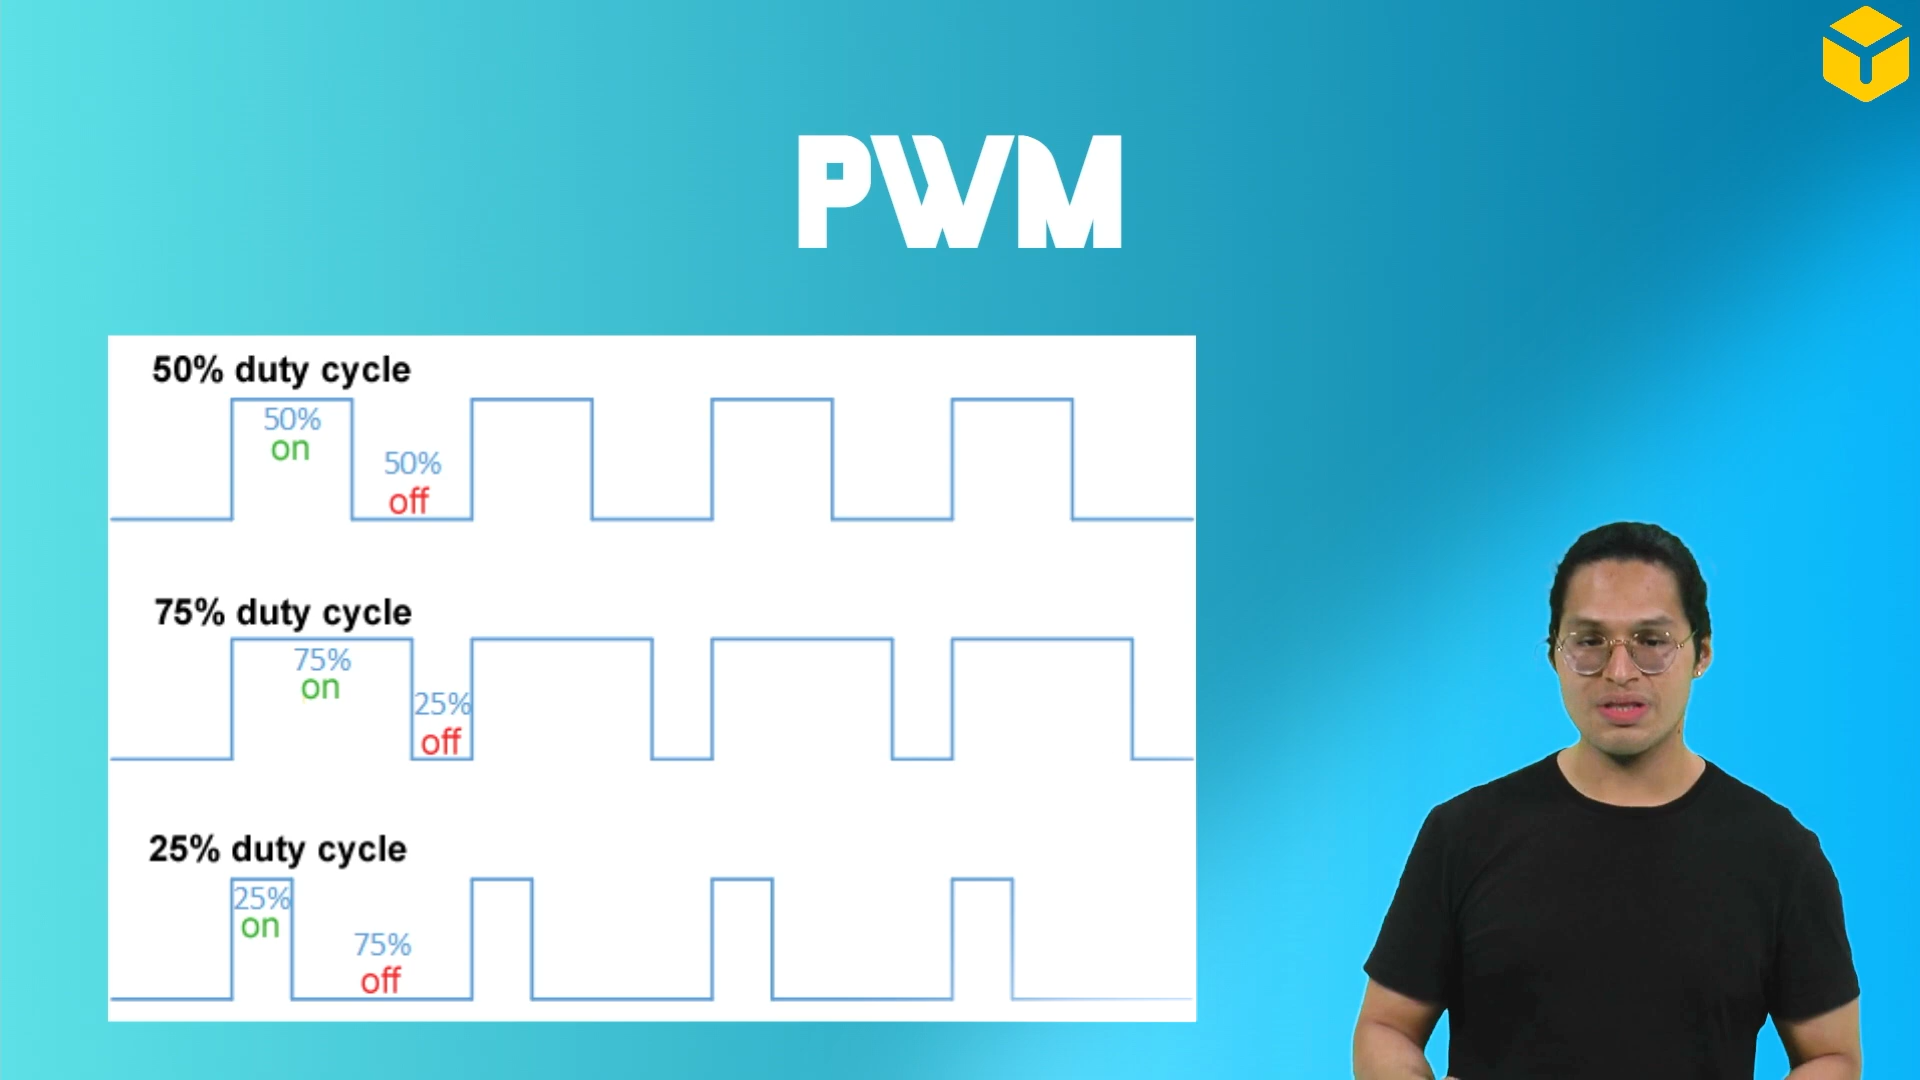 PWM
50% duty cycle
50%
on
50%
off
75% duty cycle
75%
on
25%
off
25% duty cycle
25%
on
75%
off